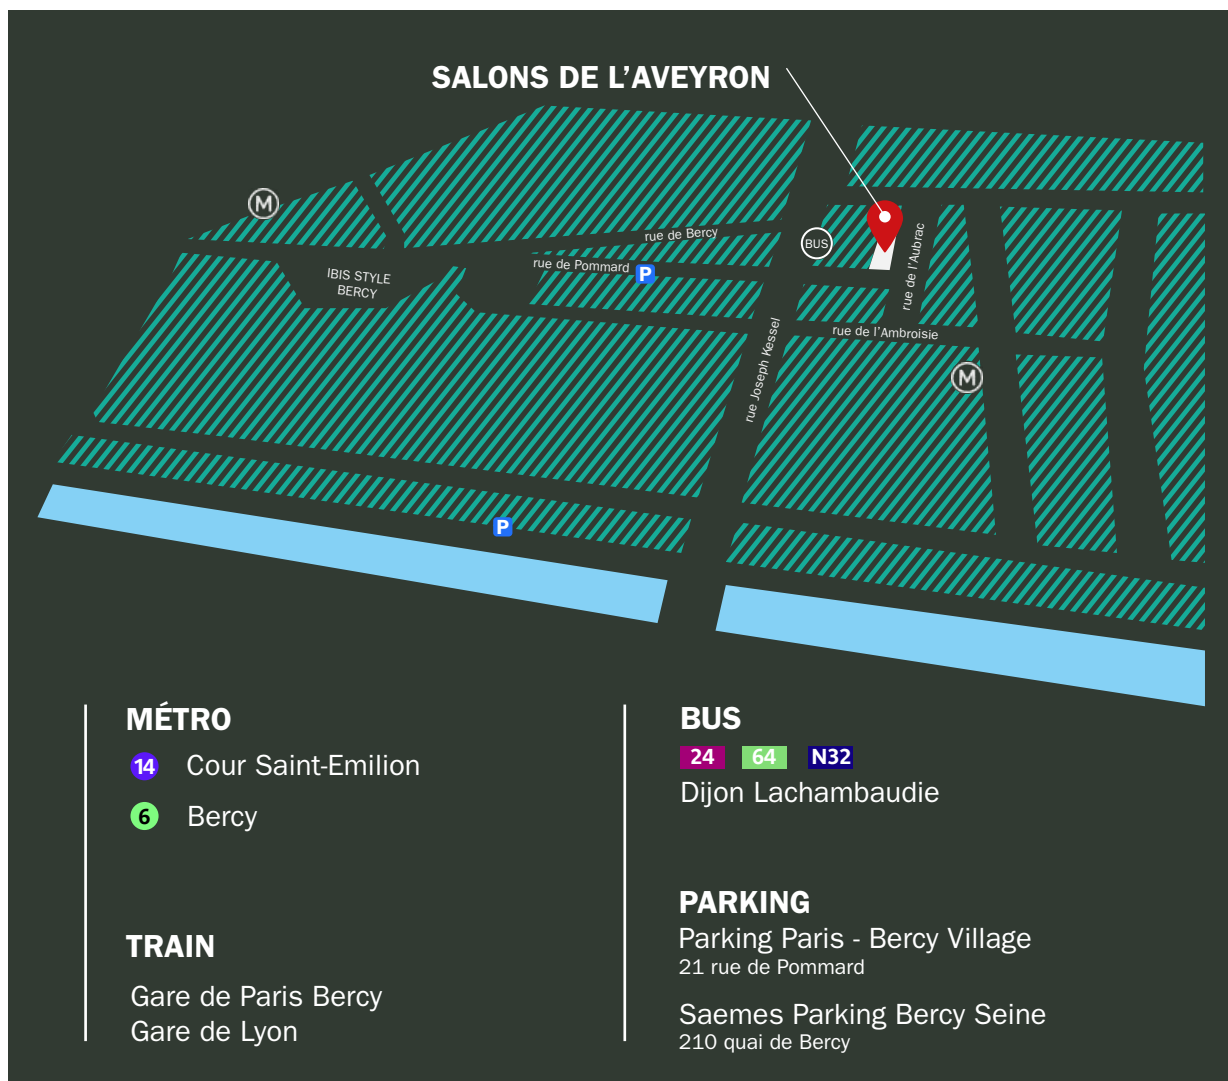 SALONS DE L’AVEYRON
M
rue de Bercy
BUS
rue de l’Aubrac
rue de Pommard
P
IBIS STYLE
BERCY
rue de l’Ambroisie
rue Joseph Kessel
M
P
MÉTRO
14 Cour Saint-Emilion
6 Bercy
TRAIN
Gare de Paris Bercy
Gare de Lyon
BUS
24 64 N32
Dijon Lachambaudie
PARKING
Parking Paris - Bercy Village
21 rue de Pommard
Saemes Parking Bercy Seine
210 quai de Bercy